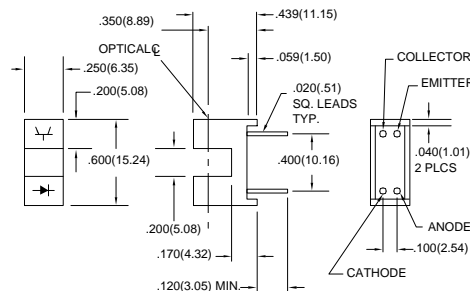 .350(8.89)
.439(11.15)
OPTICALC
.059(1.50)
COLLECTOR
.250(6.35)
EMITTER
.200(5.08)
.020(.51)
SQ. LEADS
TYP.
.040(1.01)
2 PLCS
.600(15.24)
.400(10.16)
.200(5.08)
ANODE
.170(4.32)
.100(2.54)
CATHODE
.120(3.05) MIN.